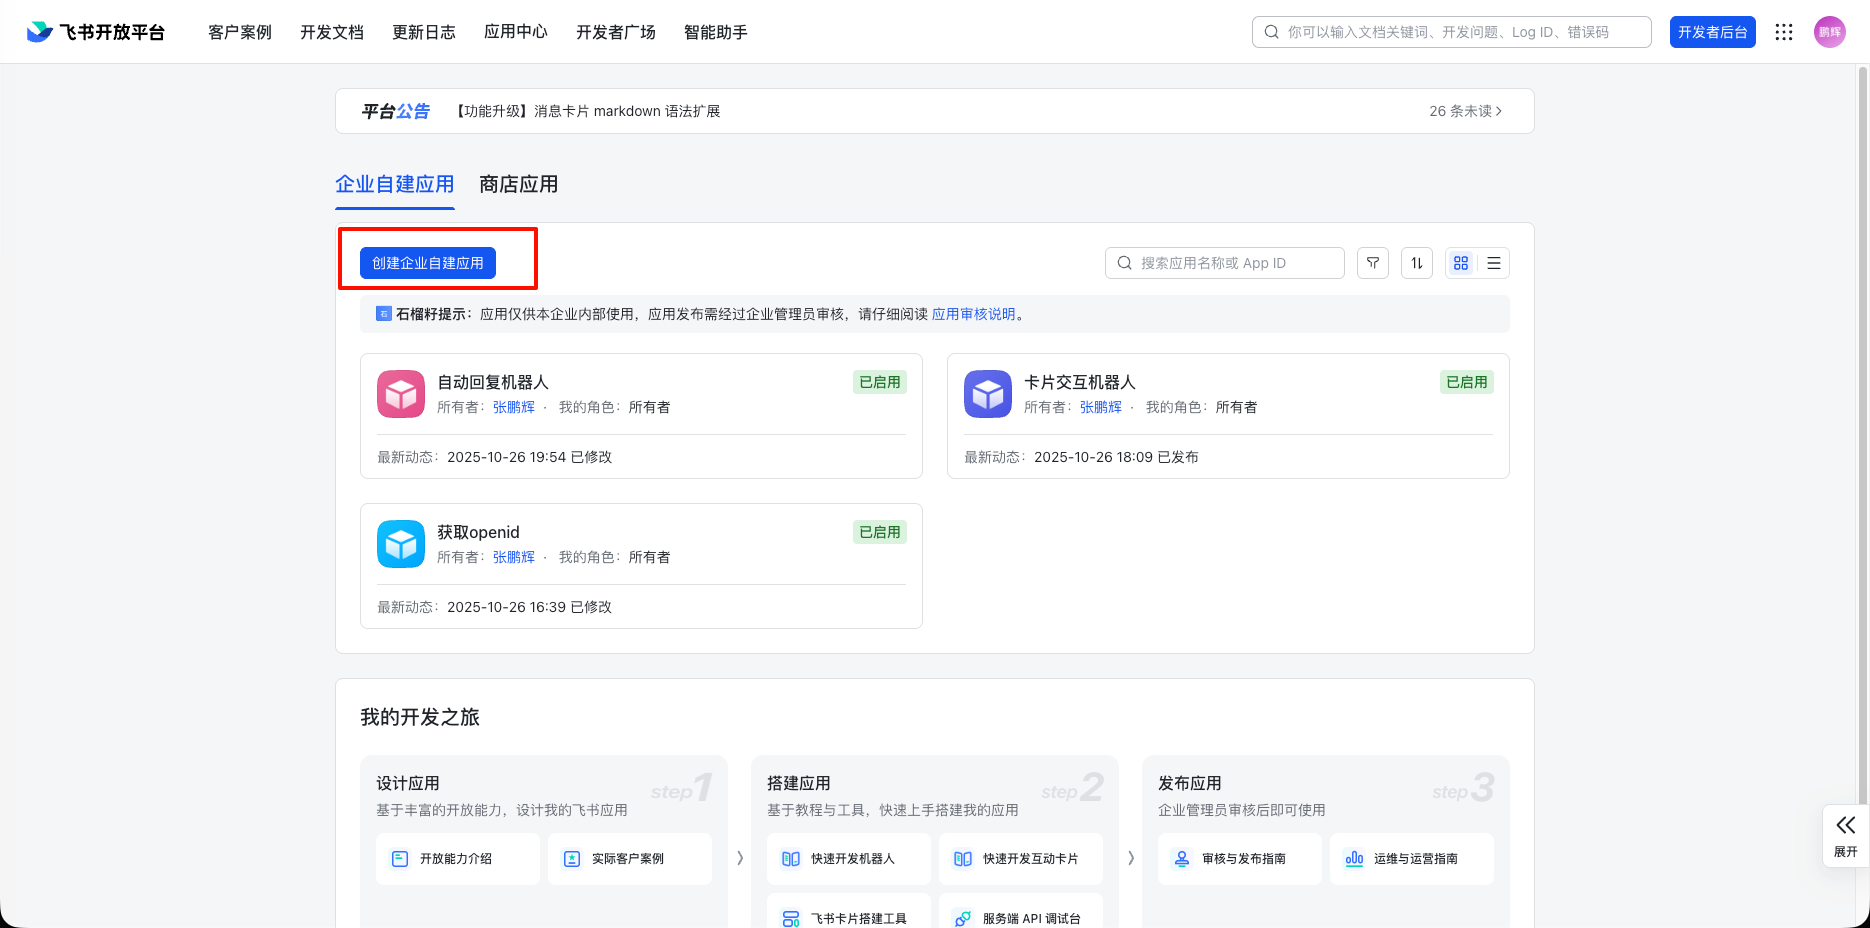 飞书开放平台
客户案例 开发文档 更新日志 应用中心 开发者广场 智能助手
你可以输入文档关键词、开发问题、Log ID、错误码
开发者后台
鹏辉
平台公告 【功能升级】消息卡片 markdown 语法扩展 26 条未读
企业自建应用 商店应用
创建企业自建应用
搜索应用名称或 App ID
石 石榴籽提示：应用仅供本企业内部使用，应用发布需经过企业管理员审核，请仔细阅读 应用审核说明。
自动回复机器人 已启用
所有者：张鹏辉 · 我的角色：所有者
最新动态：2025-10-26 19:54 已修改
卡片交互机器人 已启用
所有者：张鹏辉 · 我的角色：所有者
最新动态：2025-10-26 18:09 已发布
获取openid 已启用
所有者：张鹏辉 · 我的角色：所有者
最新动态：2025-10-26 16:39 已修改
我的开发之旅
设计应用 step1
基于丰富的开放能力，设计我的飞书应用
开放能力介绍 实际客户案例
搭建应用 step2
基于教程与工具，快速上手搭建我的应用
快速开发机器人 快速开发互动卡片
飞书卡片搭建工具 服务端 API 调试台
发布应用 step3
企业管理员审核后即可使用
审核与发布指南 运维与运营指南
展开